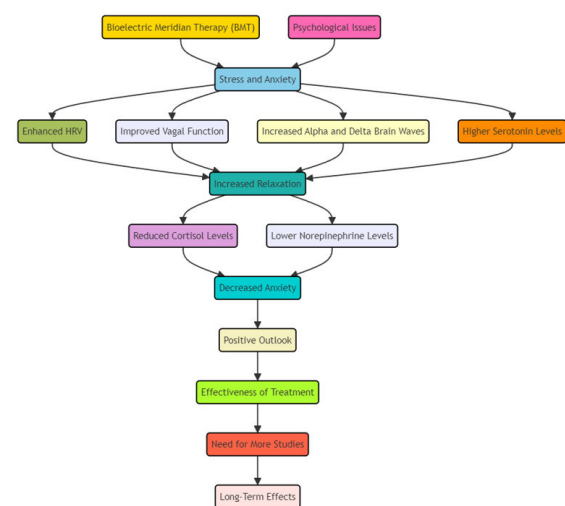 Bioelectric Meridian Therapy (BMT)
Psychological Issues
Stress and Anxiety
Enhanced HRV
Improved Vagal Function
Increased Alpha and Delta Brain Waves
Higher Serotonin Levels
Increased Relaxation
Reduced Cortisol Levels
Lower Norepinephrine Levels
Decreased Anxiety
Positive Outlook
Effectiveness of Treatment
Need for More Studies
Long-Term Effects